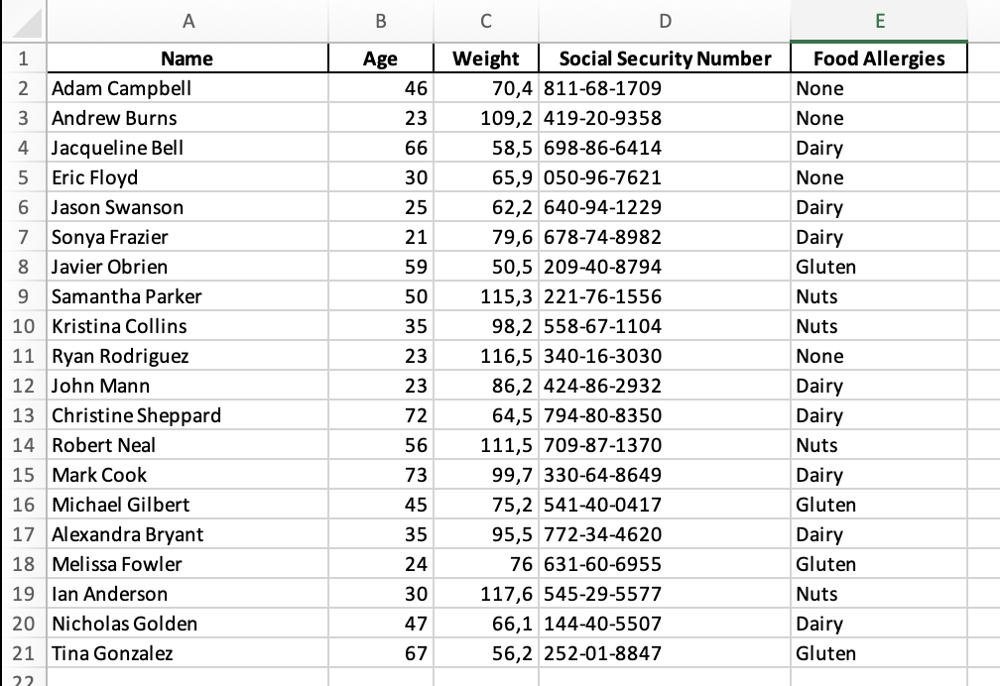 A B C D E
1 Name Age Weight Social Security Number Food Allergies
2 Adam Campbell 46 70,4 811-68-1709 None
3 Andrew Burns 23 109,2 419-20-9358 None
4 Jacqueline Bell 66 58,5 698-86-6414 Dairy
5 Eric Floyd 30 65,9 050-96-7621 None
6 Jason Swanson 25 62,2 640-94-1229 Dairy
7 Sonya Frazier 21 79,6 678-74-8982 Dairy
8 Javier Obrien 59 50,5 209-40-8794 Gluten
9 Samantha Parker 50 115,3 221-76-1556 Nuts
10 Kristina Collins 35 98,2 558-67-1104 Nuts
11 Ryan Rodriguez 23 116,5 340-16-3030 None
12 John Mann 23 86,2 424-86-2932 Dairy
13 Christine Sheppard 72 64,5 794-80-8350 Dairy
14 Robert Neal 56 111,5 709-87-1370 Nuts
15 Mark Cook 73 99,7 330-64-8649 Dairy
16 Michael Gilbert 45 75,2 541-40-0417 Gluten
17 Alexandra Bryant 35 95,5 772-34-4620 Dairy
18 Melissa Fowler 24 76 631-60-6955 Gluten
19 Ian Anderson 30 117,6 545-29-5577 Nuts
20 Nicholas Golden 47 66,1 144-40-5507 Dairy
21 Tina Gonzalez 67 56,2 252-01-8847 Gluten
22